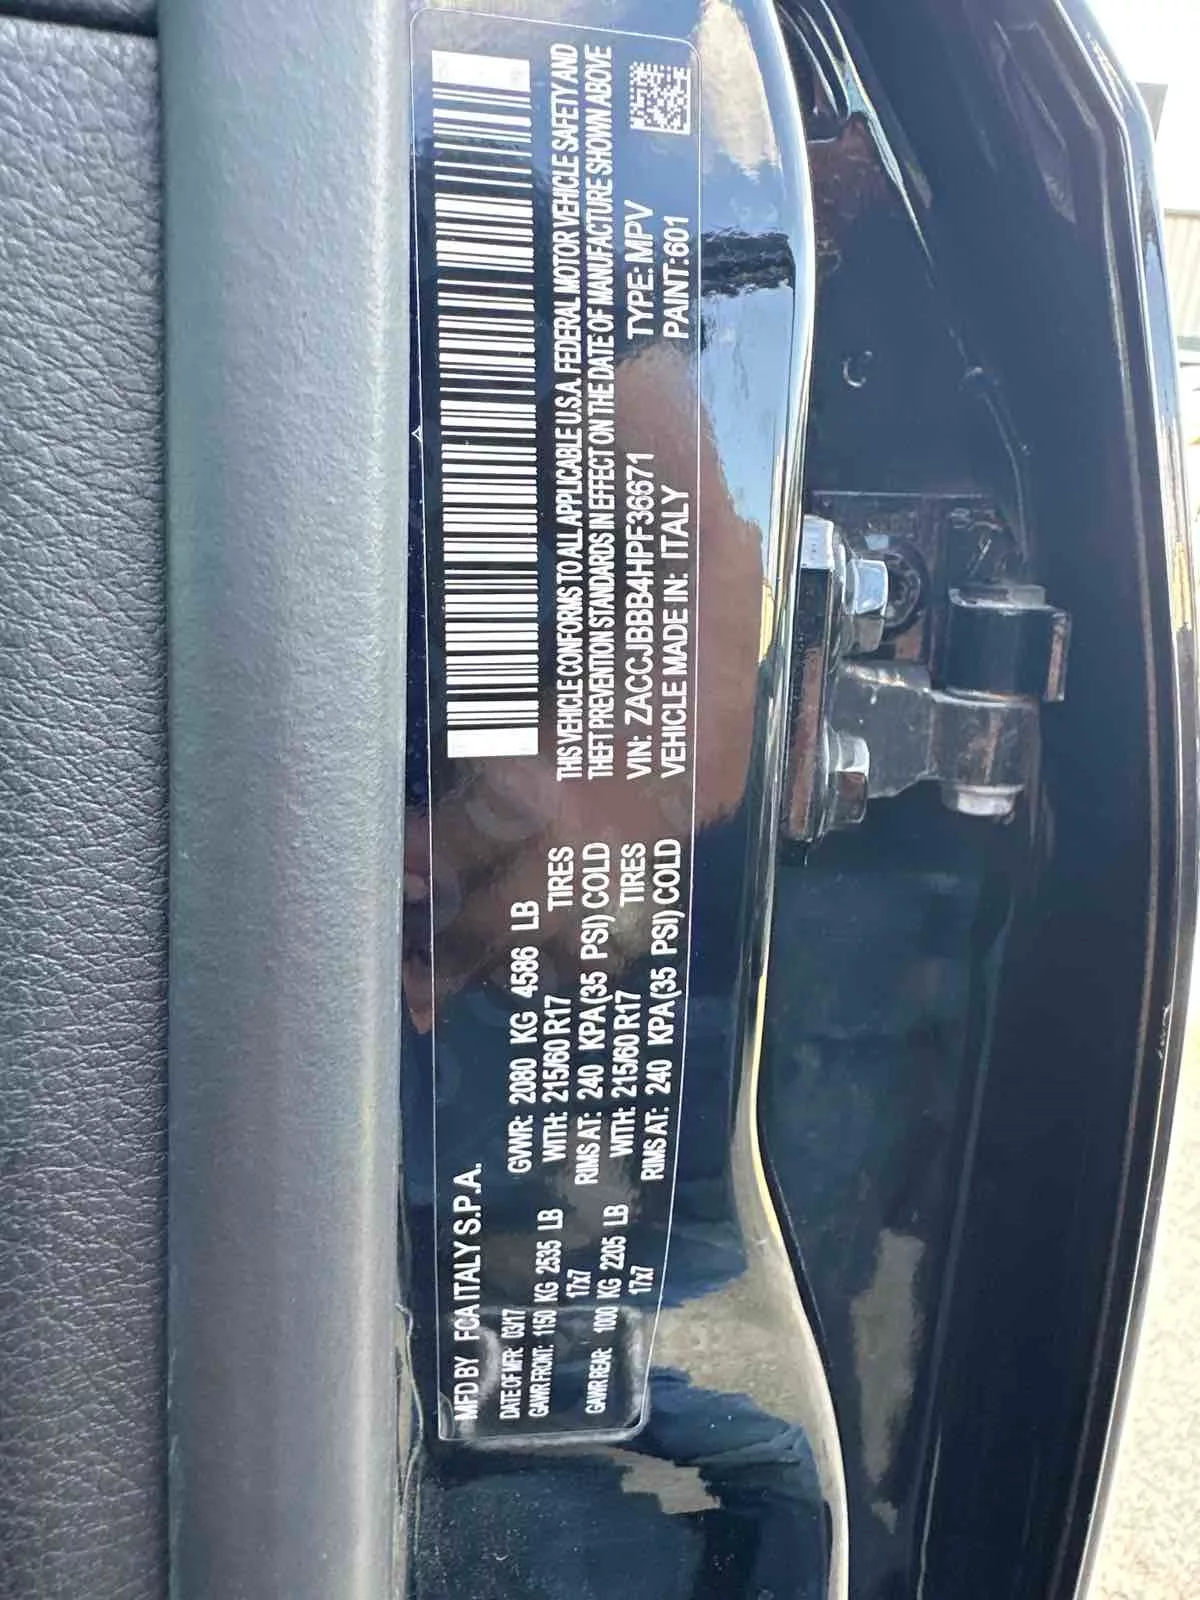 MFD BY FCA ITALY S.P.A.
DATE OF MFR: 03/17
GVWR: 2080 KG 4586 LB
GAWR FRONT: 1150 KG 2535 LB
WITH: 215/60 R17 TIRES
17x7
RIMS AT: 240 KPA(35 PSI) COLD
GAWR REAR: 1000 KG 2205 LB
WITH: 215/60 R17 TIRES
17x7
RIMS AT: 240 KPA(35 PSI) COLD
THIS VEHICLE CONFORMS TO ALL APPLICABLE U.S.A. FEDERAL MOTOR VEHICLE SAFETY AND
THEFT PREVENTION STANDARDS IN EFFECT ON THE DATE OF MANUFACTURE SHOWN ABOVE
VIN: ZACCJBBB4HPF36671 TYPE: MPV
VEHICLE MADE IN: ITALY PAINT:601